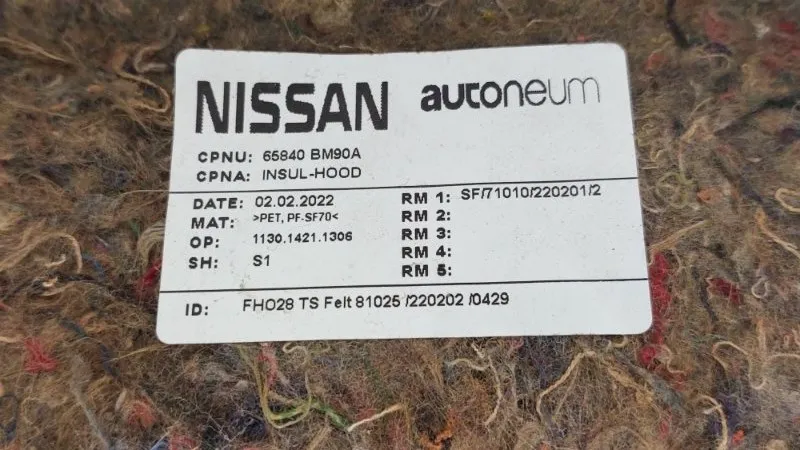 NISSAN autoneum
CPNU: 65840 BM90A
CPNA: INSUL-HOOD
DATE: 02.02.2022
MAT: >PET, PF-SF70<
OP: 1130.1421.1306
SH: S1
RM 1: SF/71010/220201/2
RM 2:
RM 3:
RM 4:
RM 5:
ID: FHO28 TS Felt 81025 /220202 /0429